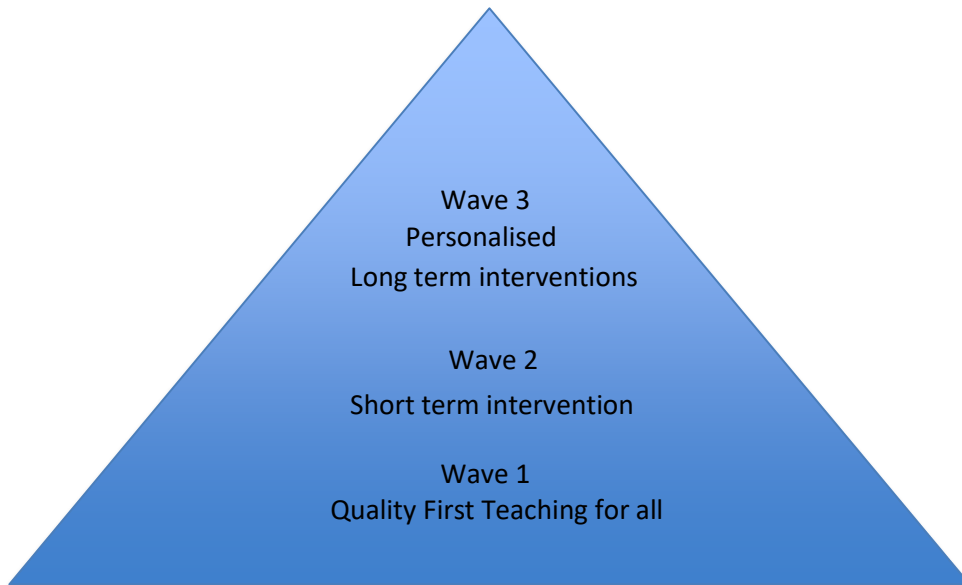 Wave 3
Personalised
Long term interventions
Wave 2
Short term intervention
Wave 1
Quality First Teaching for all